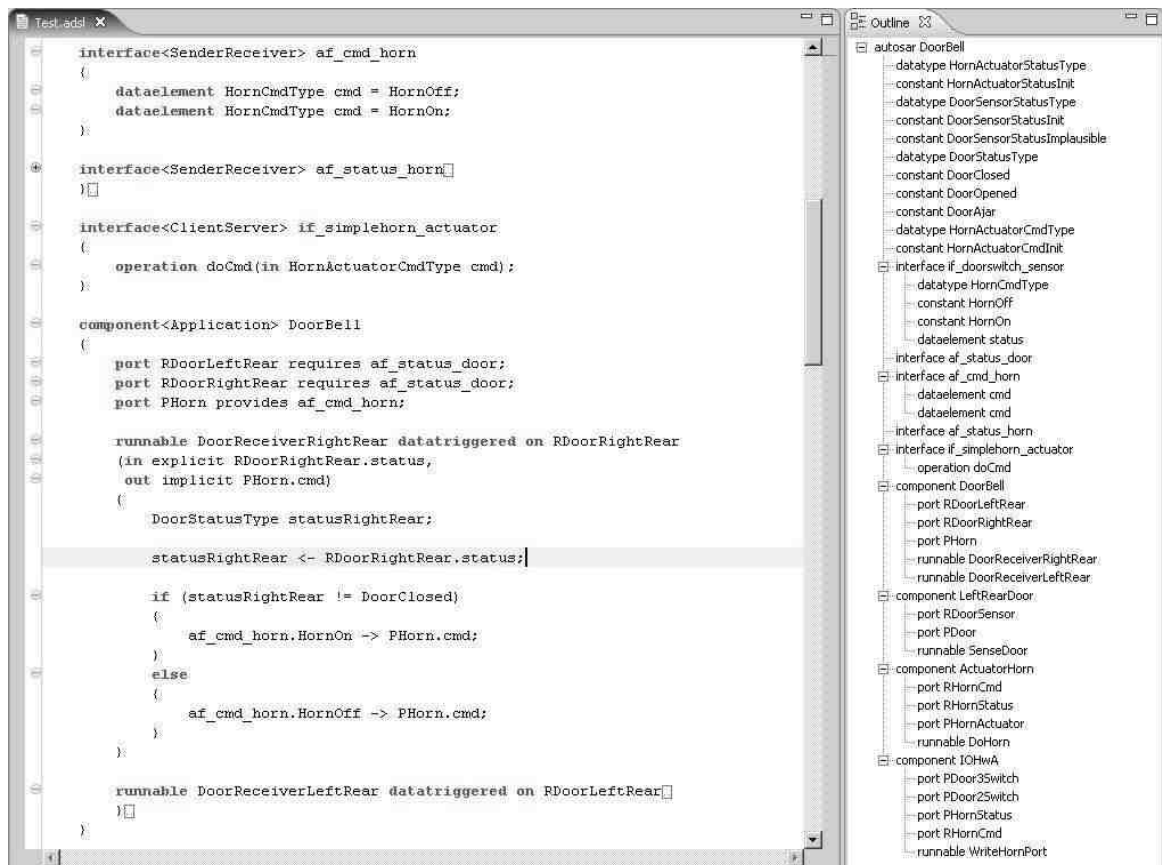 Test.adsl
interface<SenderReceiver> af_cmd_horn
{
dataelement HornCmdType cmd = HornOff;
dataelement HornCmdType cmd = HornOn;
}
interface<SenderReceiver> af_status_horn
}
interface<ClientServer> if_simplehorn_actuator
{
operation doCmd(in HornActuatorCmdType cmd);
}
component<Application> DoorBell
{
port RDoorLeftRear requires af_status_door;
port RDoorRightRear requires af_status_door;
port PHorn provides af_cmd_horn;
runnable DoorReceiverRightRear datatriggered on RDoorRightRear
(in explicit RDoorRightRear.status,
out implicit PHorn.cmd)
{
DoorStatusType statusRightRear;
statusRightRear <- RDoorRightRear.status;
if (statusRightRear != DoorClosed)
{
af_cmd_horn.HornOn -> PHorn.cmd;
}
else
{
af_cmd_horn.HornOff -> PHorn.cmd;
}
}
runnable DoorReceiverLeftRear datatriggered on RDoorLeftRear
}
}
Outline
autosar DoorBell
datatype HornActuatorStatusType
constant HornActuatorStatusInit
datatype DoorSensorStatusType
constant DoorSensorStatusInit
constant DoorSensorStatusImplausible
datatype DoorStatusType
constant DoorClosed
constant DoorOpened
constant DoorAjar
datatype HornActuatorCmdType
constant HornActuatorCmdInit
interface if_doorswitch_sensor
datatype HornCmdType
constant HornOff
constant HornOn
dataelement status
interface af_status_door
interface af_cmd_horn
dataelement cmd
dataelement cmd
interface af_status_horn
interface if_simplehorn_actuator
operation doCmd
component DoorBell
port RDoorLeftRear
port RDoorRightRear
port PHorn
runnable DoorReceiverRightRear
runnable DoorReceiverLeftRear
component LeftRearDoor
port RDoorSensor
port PDoor
runnable SenseDoor
component ActuatorHorn
port RHornCmd
port RHornStatus
port PHornActuator
runnable DoHorn
component IOHwA
port PDoor3Switch
port PDoor2Switch
port PHornStatus
port RHornCmd
runnable WriteHornPort